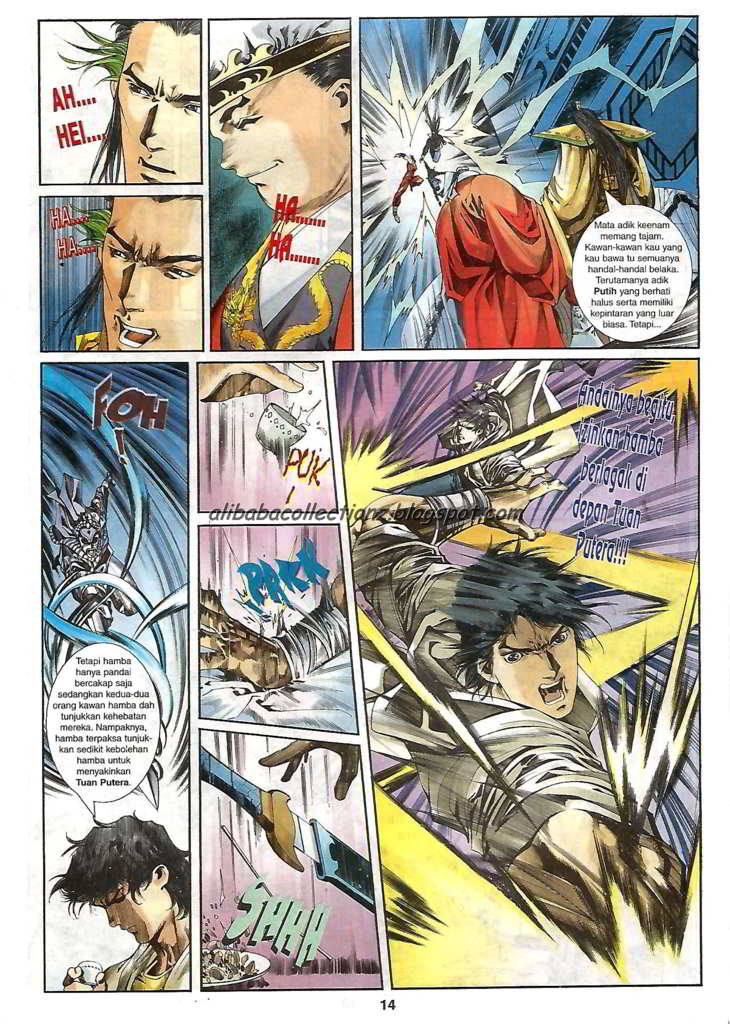 AH....
HEI....
HA....
HA....
HA.......
HA.......
Mata adik keenam
memang tajam.
Kawan-kawan kau yang
kau bawa tu semuanya
handal-handal belaka.
Terutamanya adik
Putih yang berhati
halus serta memiliki
kepintaran yang luar
biasa. Tetapi...
FOH
!
Tetapi hamba
hanya pandai
bercakap saja
sedangkan kedua-dua
orang kawan hamba dah
tunjukkan kehebatan
mereka. Nampaknya,
hamba terpaksa tunjuk-
kan sedikit kebolehan
hamba untuk
menyakinkan
Tuan Putera.
PUK
!
PAKK
SHHH
Andainya begitu,
izinkan hamba
berlagak di
depan Tuan
Putera!!!
alibabacollectionz.blogspot.com
14